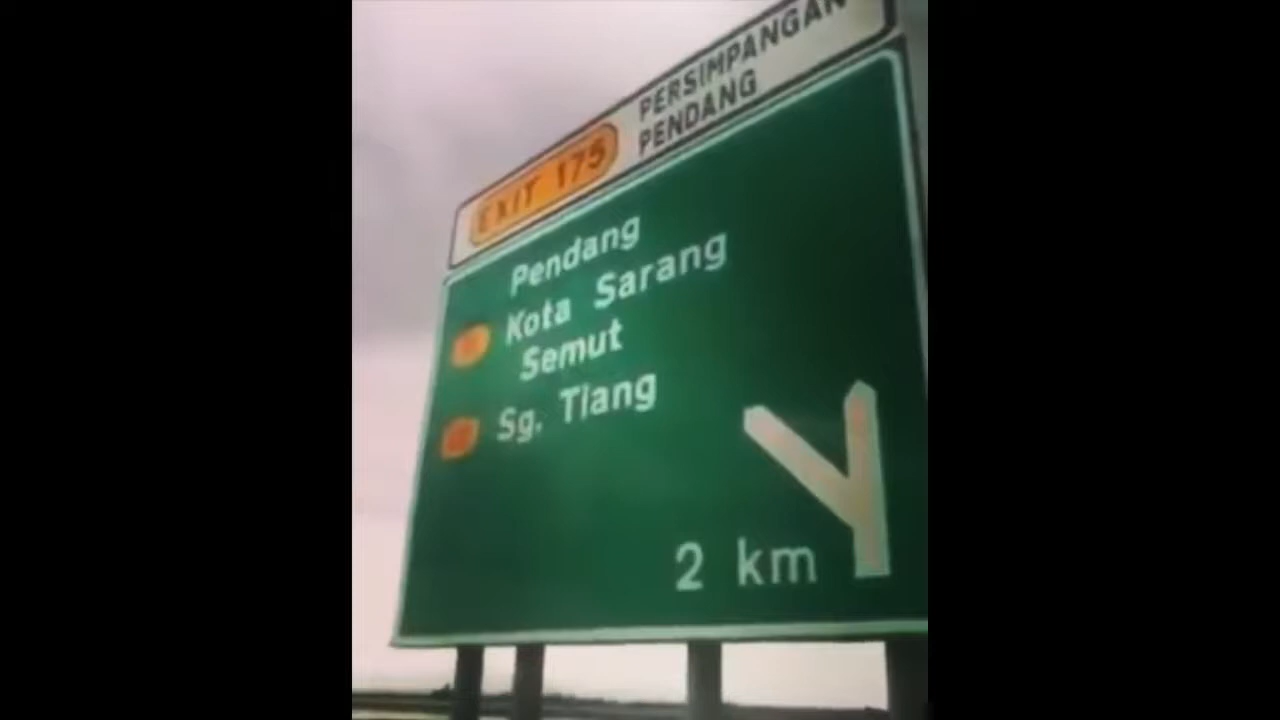 EXIT 175
PERSIMPANGAN
PENDANG
Pendang
Kota Sarang
Semut
Sg. Tiang
2 km